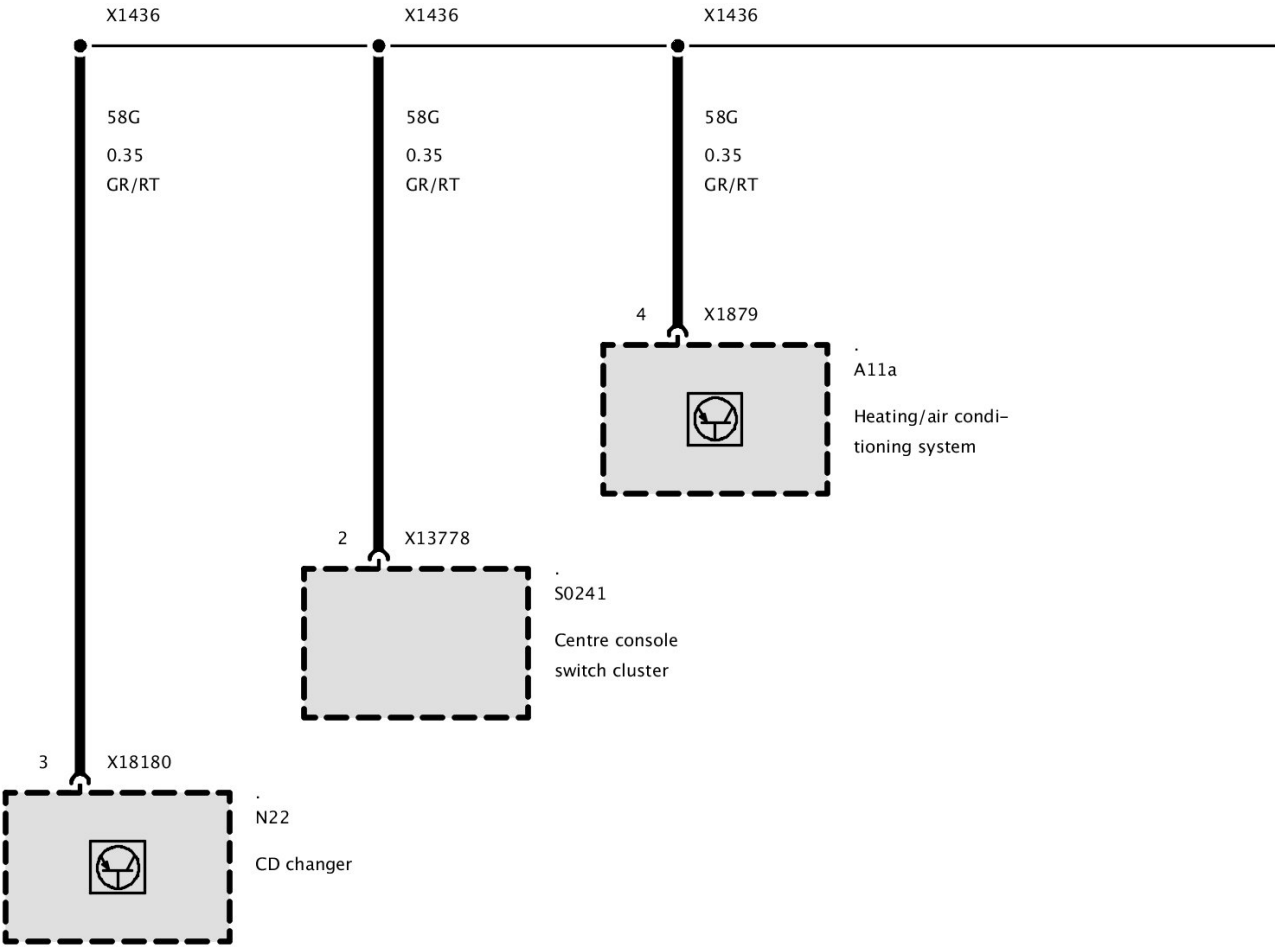 X1436
X1436
X1436
58G
0.35
GR/RT
58G
0.35
GR/RT
58G
0.35
GR/RT
4
X1879
.
A11a
Heating/air condi-
tioning system
2
X13778
.
S0241
Centre console
switch cluster
3
X18180
.
N22
CD changer